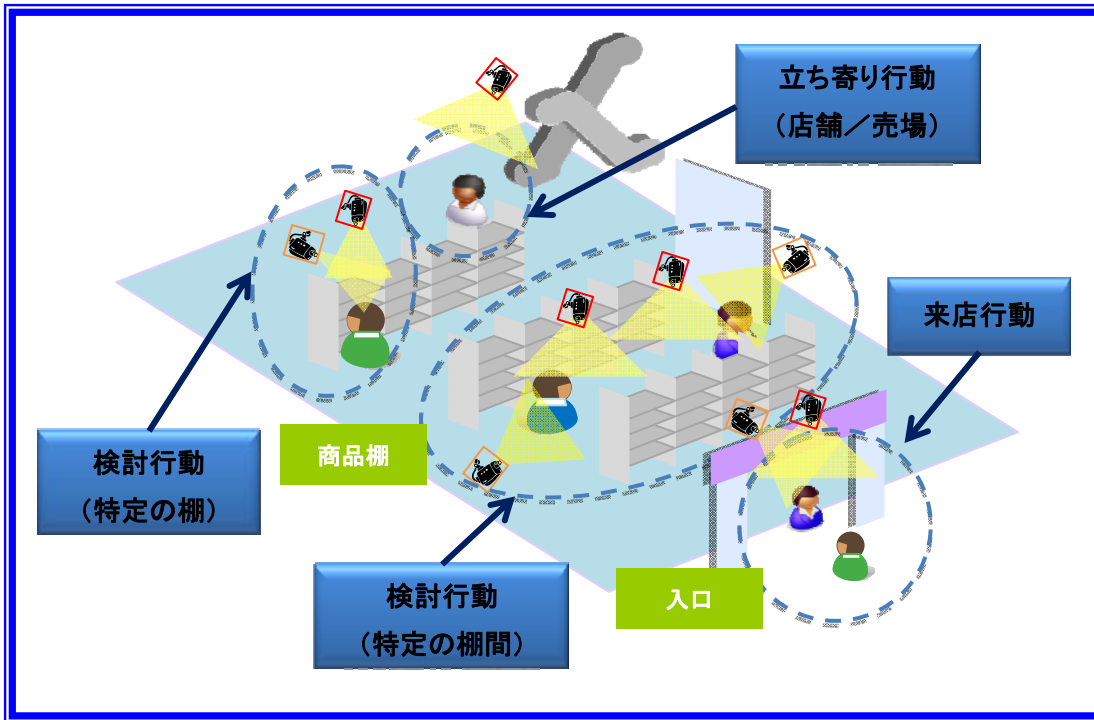 立ち寄り行動
（店舗／売場）
来店行動
検討行動
（特定の棚）
商品棚
検討行動
（特定の棚間）
入口